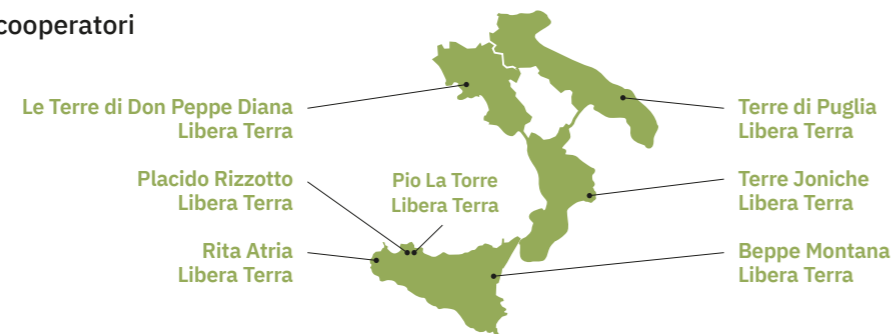 cooperatori
Le Terre di Don Peppe Diana
Libera Terra
Placido Rizzotto
Libera Terra
Pio La Torre
Libera Terra
Rita Atria
Libera Terra
Terre di Puglia
Libera Terra
Terre Joniche
Libera Terra
Beppe Montana
Libera Terra